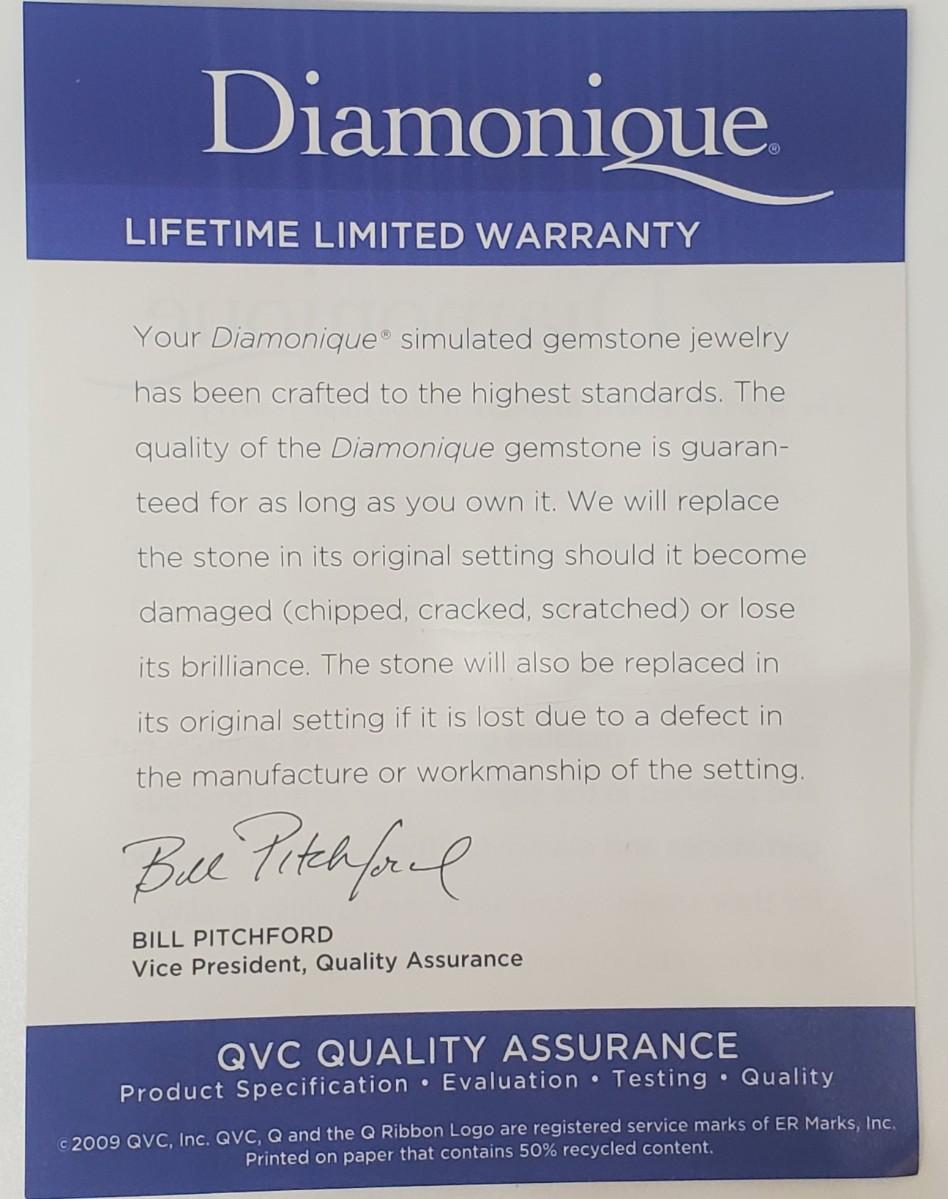 Diamonique®
LIFETIME LIMITED WARRANTY
Your Diamonique® simulated gemstone jewelry
has been crafted to the highest standards. The
quality of the Diamonique gemstone is guaran-
teed for as long as you own it. We will replace
the stone in its original setting should it become
damaged (chipped, cracked, scratched) or lose
its brilliance. The stone will also be replaced in
its original setting if it is lost due to a defect in
the manufacture or workmanship of the setting.
Bill Pitchford
BILL PITCHFORD
Vice President, Quality Assurance
QVC QUALITY ASSURANCE
Product Specification • Evaluation • Testing • Quality
©2009 QVC, Inc. QVC, Q and the Q Ribbon Logo are registered service marks of ER Marks, Inc.
Printed on paper that contains 50% recycled content.